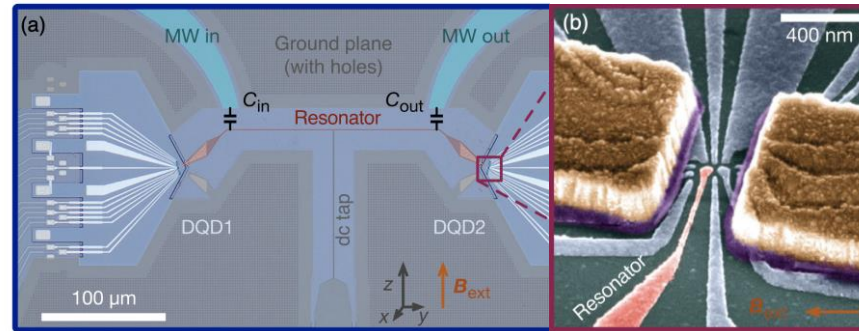 (a)
MW in
Ground plane
(with holes)
MW out
C_in
C_out
Resonator
DQD1
dc tap
DQD2
z
x
y
B_ext
100 μm
(b)
400 nm
Resonator
B_ext